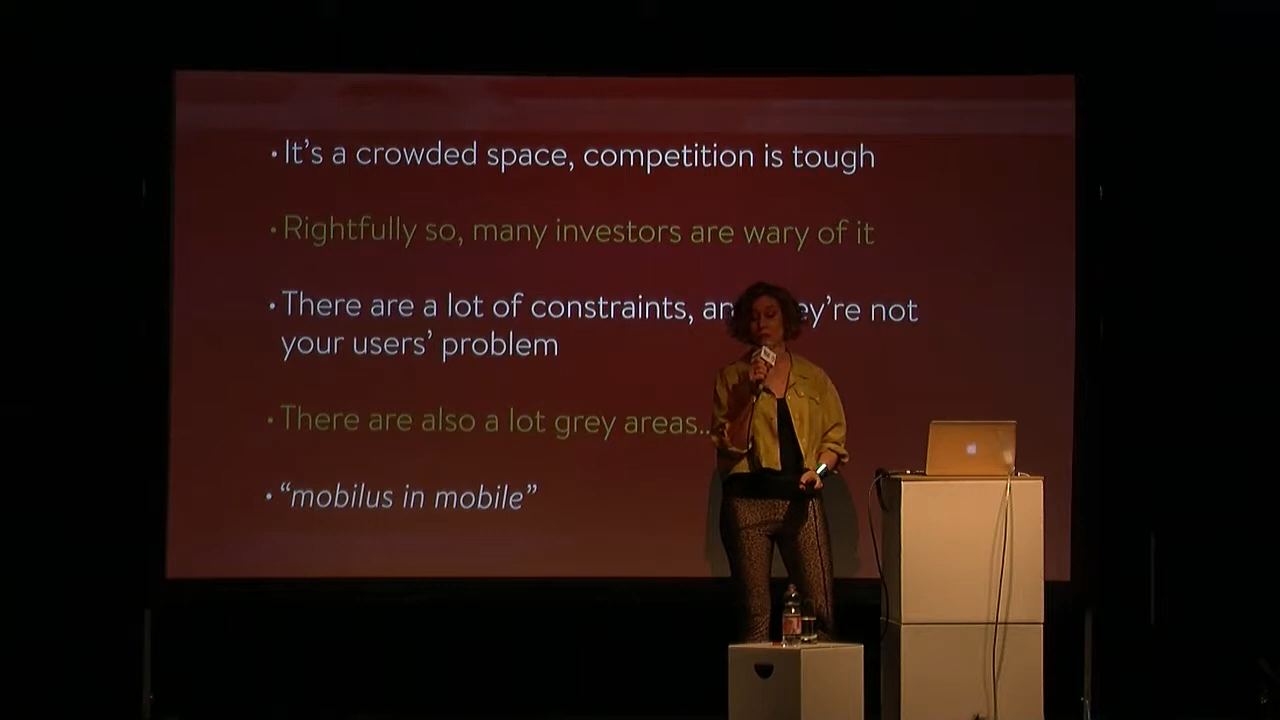 • It's a crowded space, competition is tough
• Rightfully so, many investors are wary of it
• There are a lot of constraints, an ey're not
your users' problem
• There are also a lot grey areas..
• “mobilus in mobile”